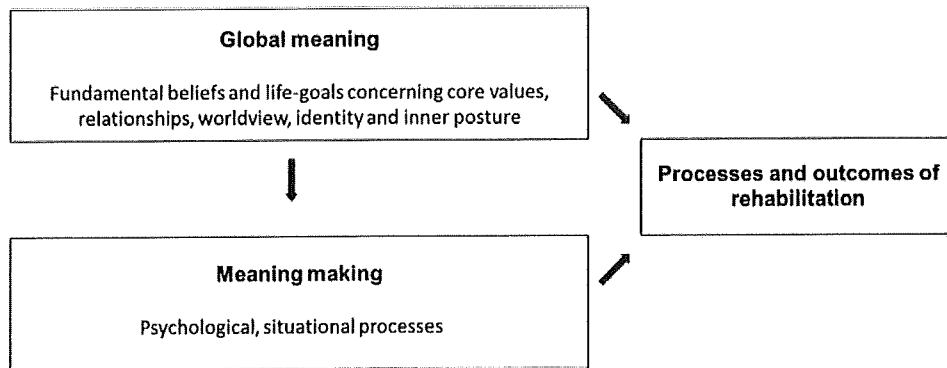 Global meaning
Fundamental beliefs and life-goals concerning core values,
relationships, worldview, identity and inner posture
Processes and outcomes of
rehabilitation
Meaning making
Psychological, situational processes